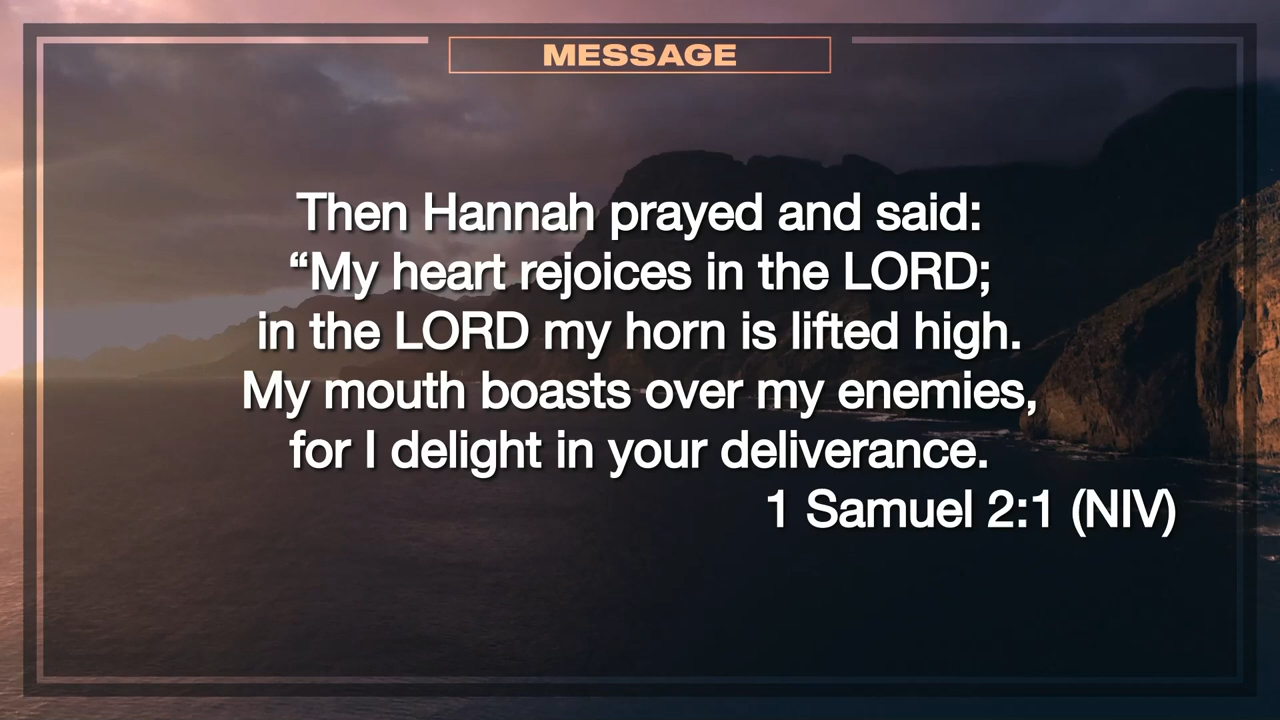 MESSAGE
Then Hannah prayed and said:
“My heart rejoices in the LORD;
in the LORD my horn is lifted high.
My mouth boasts over my enemies,
for I delight in your deliverance.
1 Samuel 2:1 (NIV)